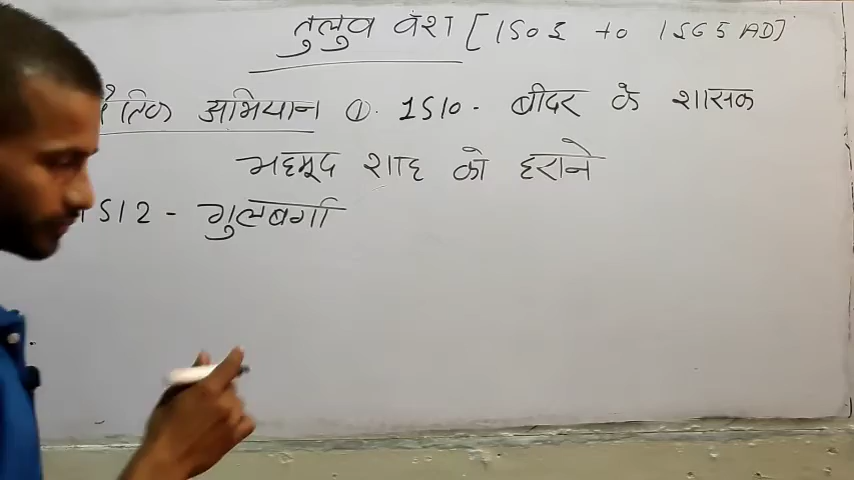 तुलुव वंश [1505 to 1565 AD]
अभियान ①. 1510 - बीदर के शासक
महमूद शाह को हराने
1512 - गुलबर्गा